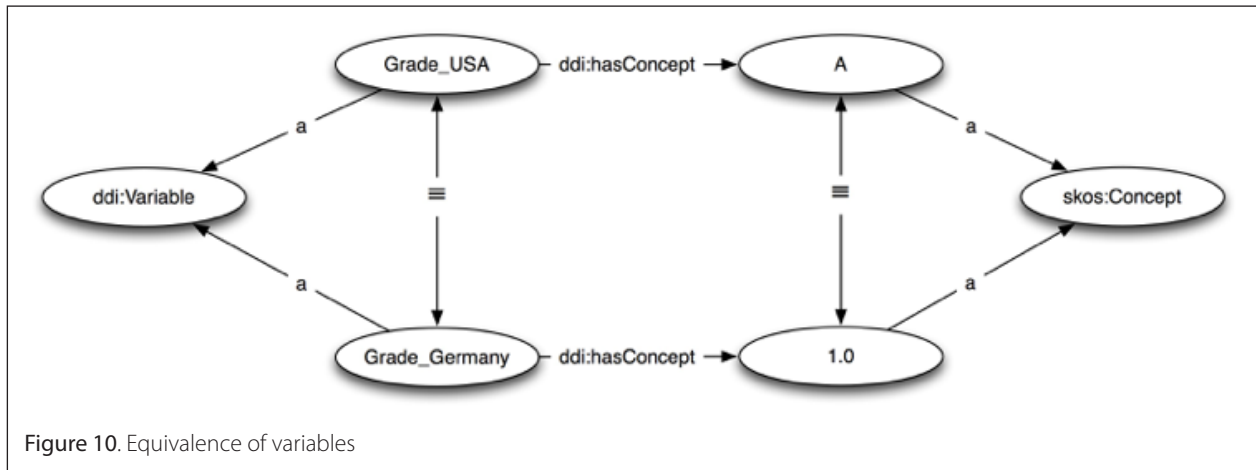 Grade_USA ddi:hasConcept A
a a
ddi:Variable ≡ ≡ skos:Concept
a a
Grade_Germany ddi:hasConcept 1.0
Figure 10. Equivalence of variables